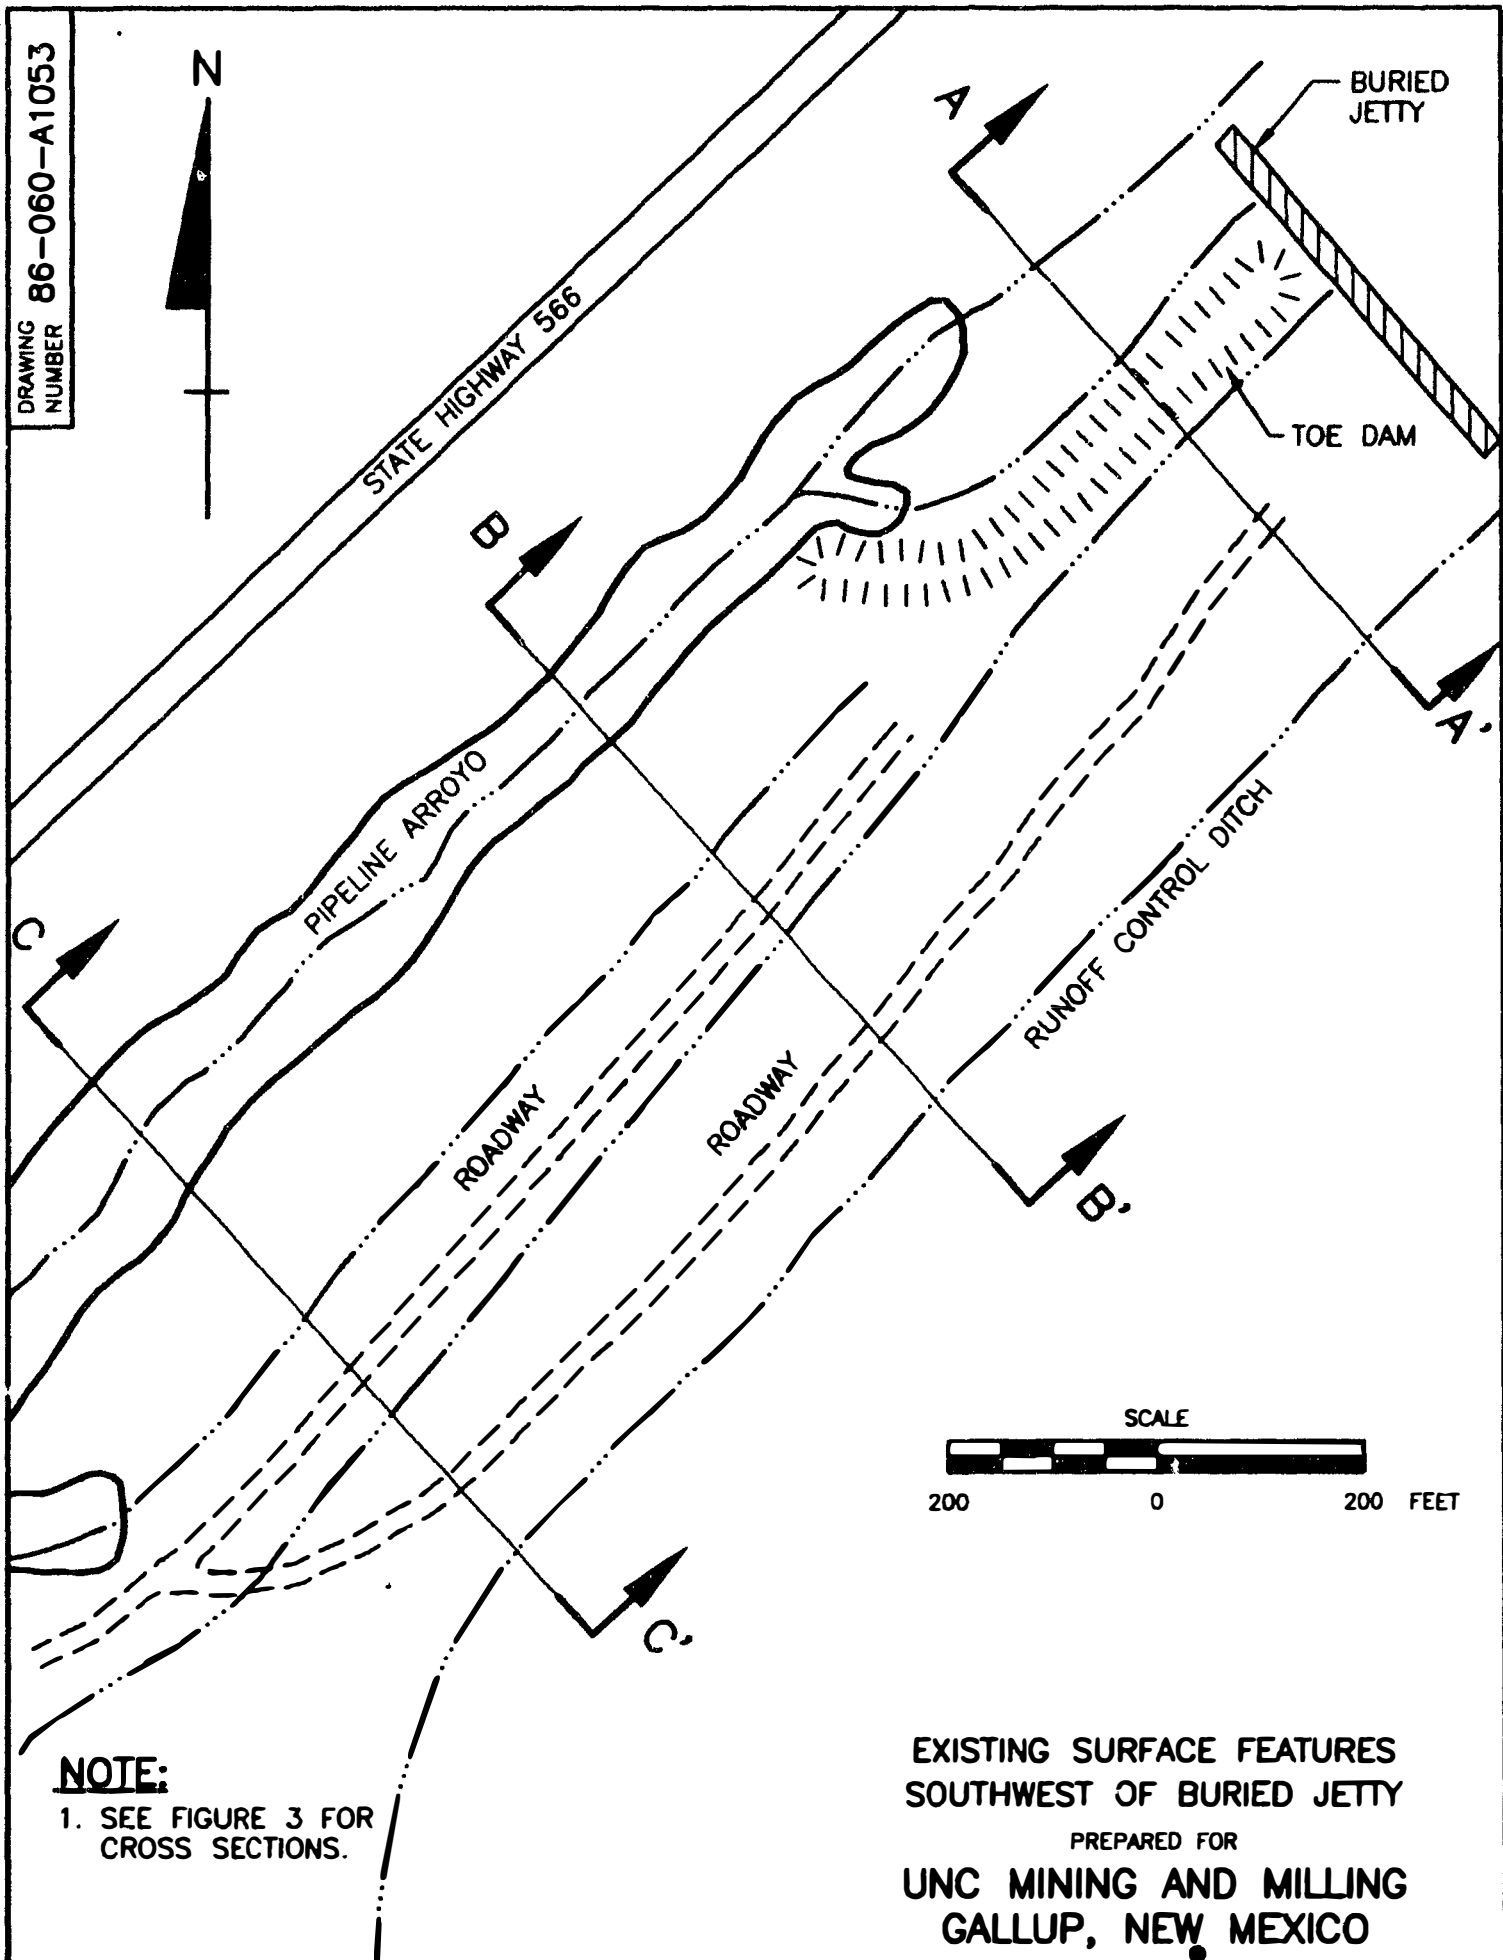 DRAWING
NUMBER 86-060-A1053
N
BURIED
JETTY
A
STATE HIGHWAY 566
TOE DAM
B
A'
PIPELINE ARROYO
RUNOFF CONTROL DITCH
C
ROADWAY
ROADWAY
B'
SCALE
200 0 200 FEET
C'
NOTE:
1. SEE FIGURE 3 FOR
CROSS SECTIONS.
EXISTING SURFACE FEATURES
SOUTHWEST OF BURIED JETTY
PREPARED FOR
UNC MINING AND MILLING
GALLUP, NEW MEXICO